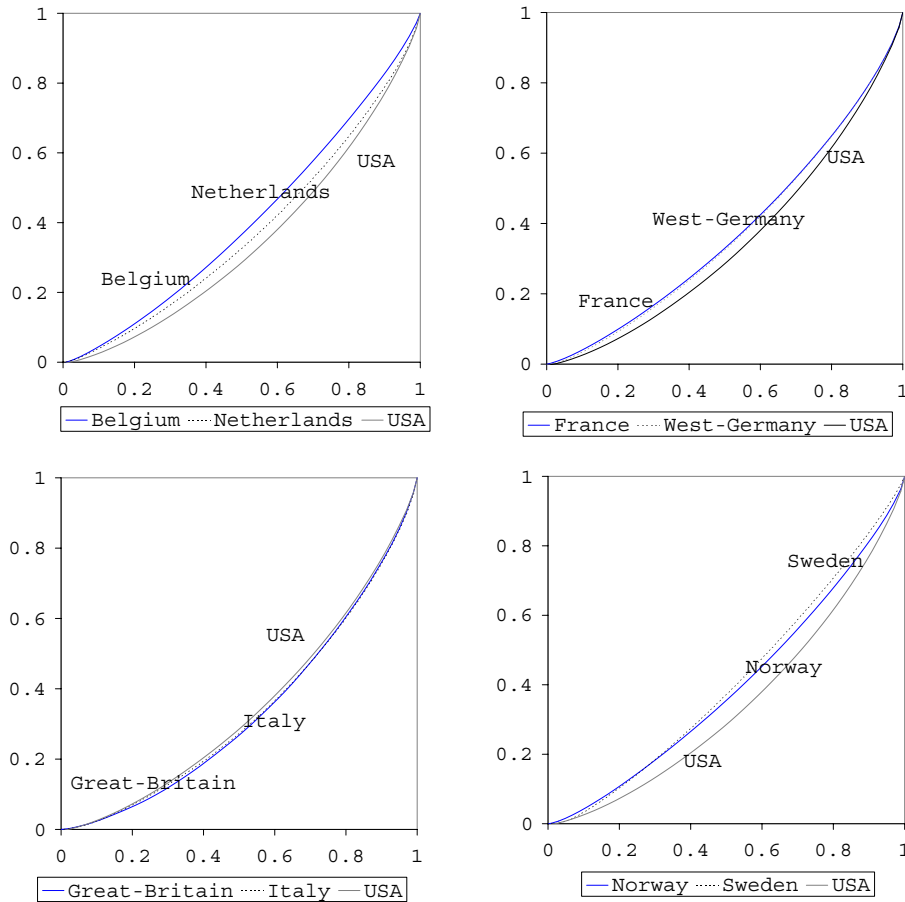 1
0.8
0.6
0.4
0.2
0
0 0.2 0.4 0.6 0.8 1
USA
Netherlands
Belgium
Belgium Netherlands USA
1
0.8
0.6
0.4
0.2
0
0 0.2 0.4 0.6 0.8 1
USA
West-Germany
France
France West-Germany USA
1
0.8
0.6
0.4
0.2
0
0 0.2 0.4 0.6 0.8 1
USA
Italy
Great-Britain
Great-Britain Italy USA
1
0.8
0.6
0.4
0.2
0
0 0.2 0.4 0.6 0.8 1
Sweden
Norway
USA
Norway Sweden USA